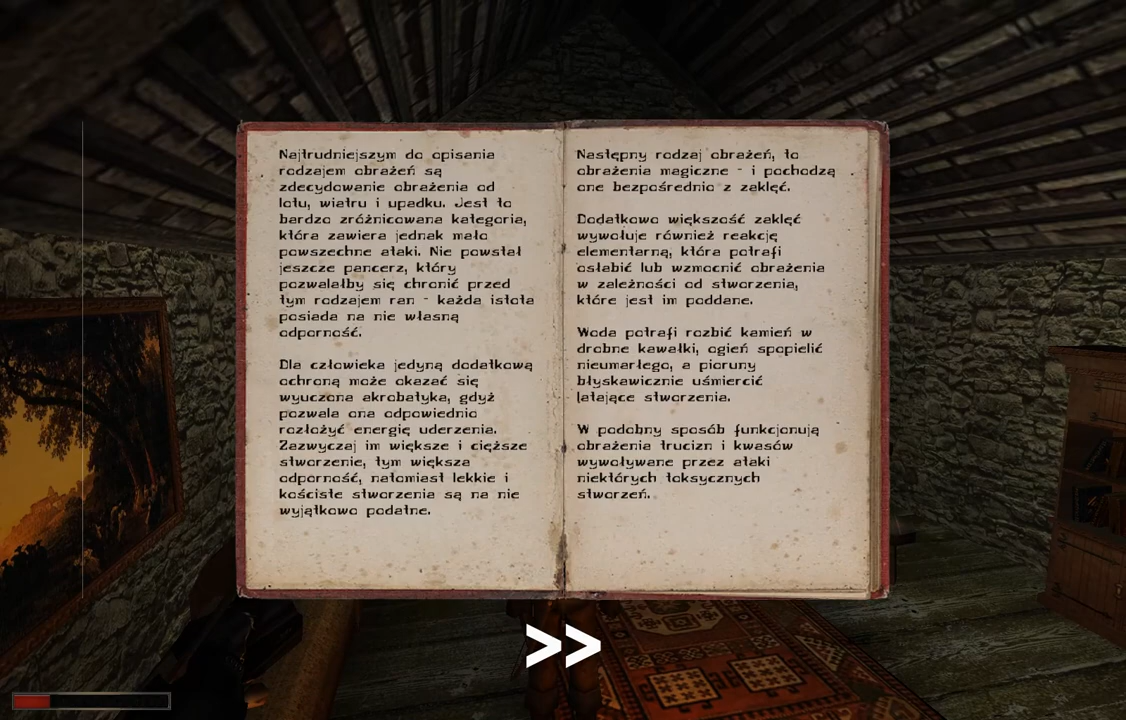 Najtrudniejszym do opisania
rodzajem obrażeń są
zdecydowanie obrażenia od
lotu, wiatru i upadku. Jest to
bardzo zróżnicowana kategoria,
która zawiera jednak mało
powszechne ataki. Nie powstał
jeszcze pancerz, który
pozwalałby się chronić przed
tym rodzajem ran - każda istota
posiada na nie własną
odporność.
Dla człowieka jedyną dodatkową
ochroną może okazać się
wyuczona akrobatyka, gdyż
pozwala ona odpowiednio
rozłożyć energię uderzenia.
Zazwyczaj im większe i cięższe
stworzenie, tym większa
odporność, natomiast lekkie i
kościste stworzenia są na nie
wyjątkowo podatne.
Następny rodzaj obrażeń, to
obrażenia magiczne - i pochodzą
one bezpośrednio z zaklęć.
Dodatkowo większość zaklęć
wywołuje również reakcję
elementarną, która potrafi
osłabić lub wzmocnić obrażenia
w zależności od stworzenia,
które jest im poddane.
Woda potrafi rozbić kamień w
drobne kawałki, ogień spopielić
nieumarłego, a pioruny
błyskawicznie uśmiercić
latające stworzenia.
W podobny sposób funkcjonują
obrażenia trucizn i kwasów
wywoływane przez ataki
niektórych toksycznych
stworzeń.
>>